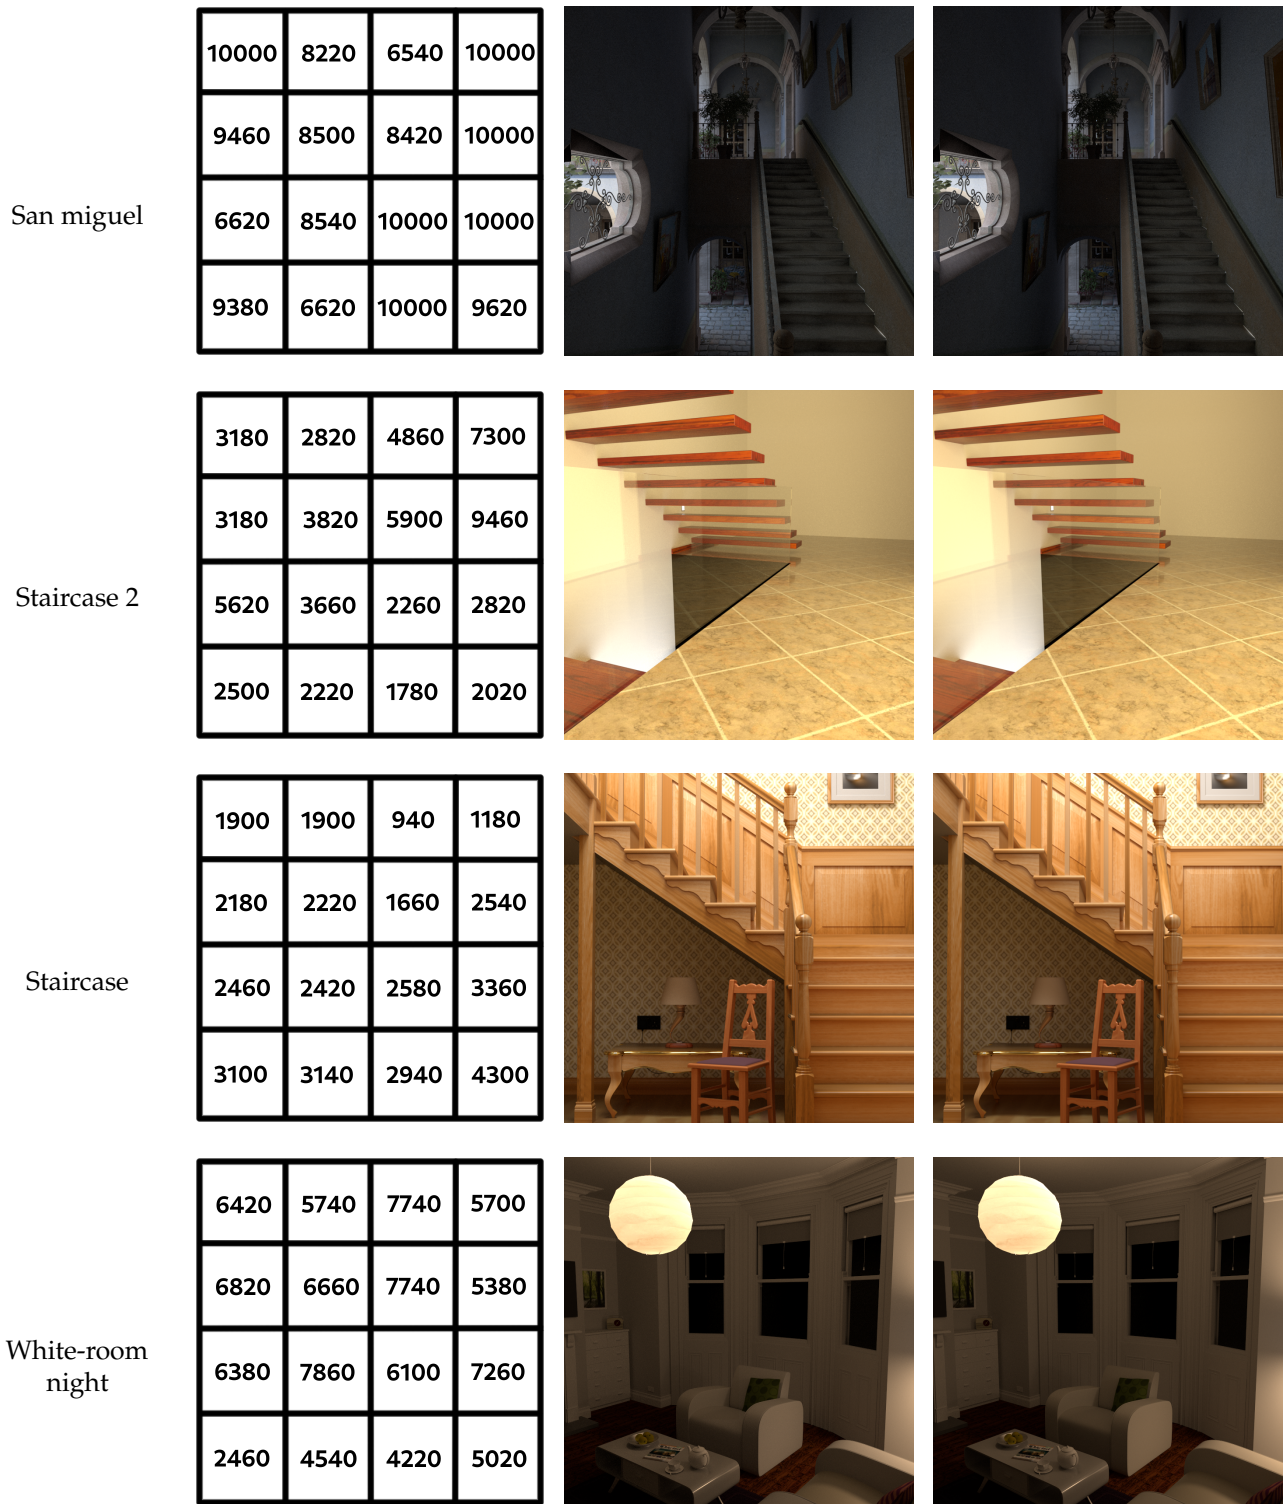 10000 8220 6540 10000
9460 8500 8420 10000
San miguel
6620 8540 10000 10000
9380 6620 10000 9620
3180 2820 4860 7300
3180 3820 5900 9460
Staircase 2
5620 3660 2260 2820
2500 2220 1780 2020
1900 1900 940 1180
2180 2220 1660 2540
Staircase
2460 2420 2580 3360
3100 3140 2940 4300
6420 5740 7740 5700
6820 6660 7740 5380
White-room
night
6380 7860 6100 7260
2460 4540 4220 5020